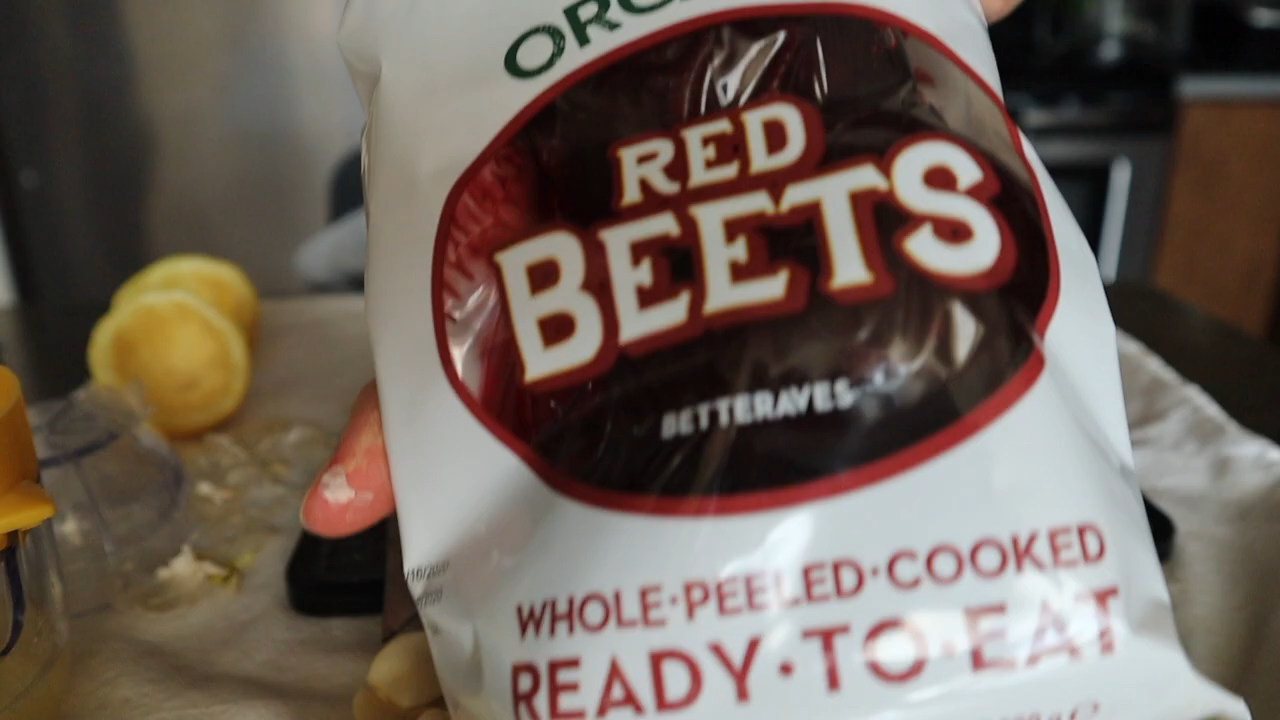 RED
BEETS
BETTERAVES
WHOLE•PEELED•COOKED
READY•TO•EAT